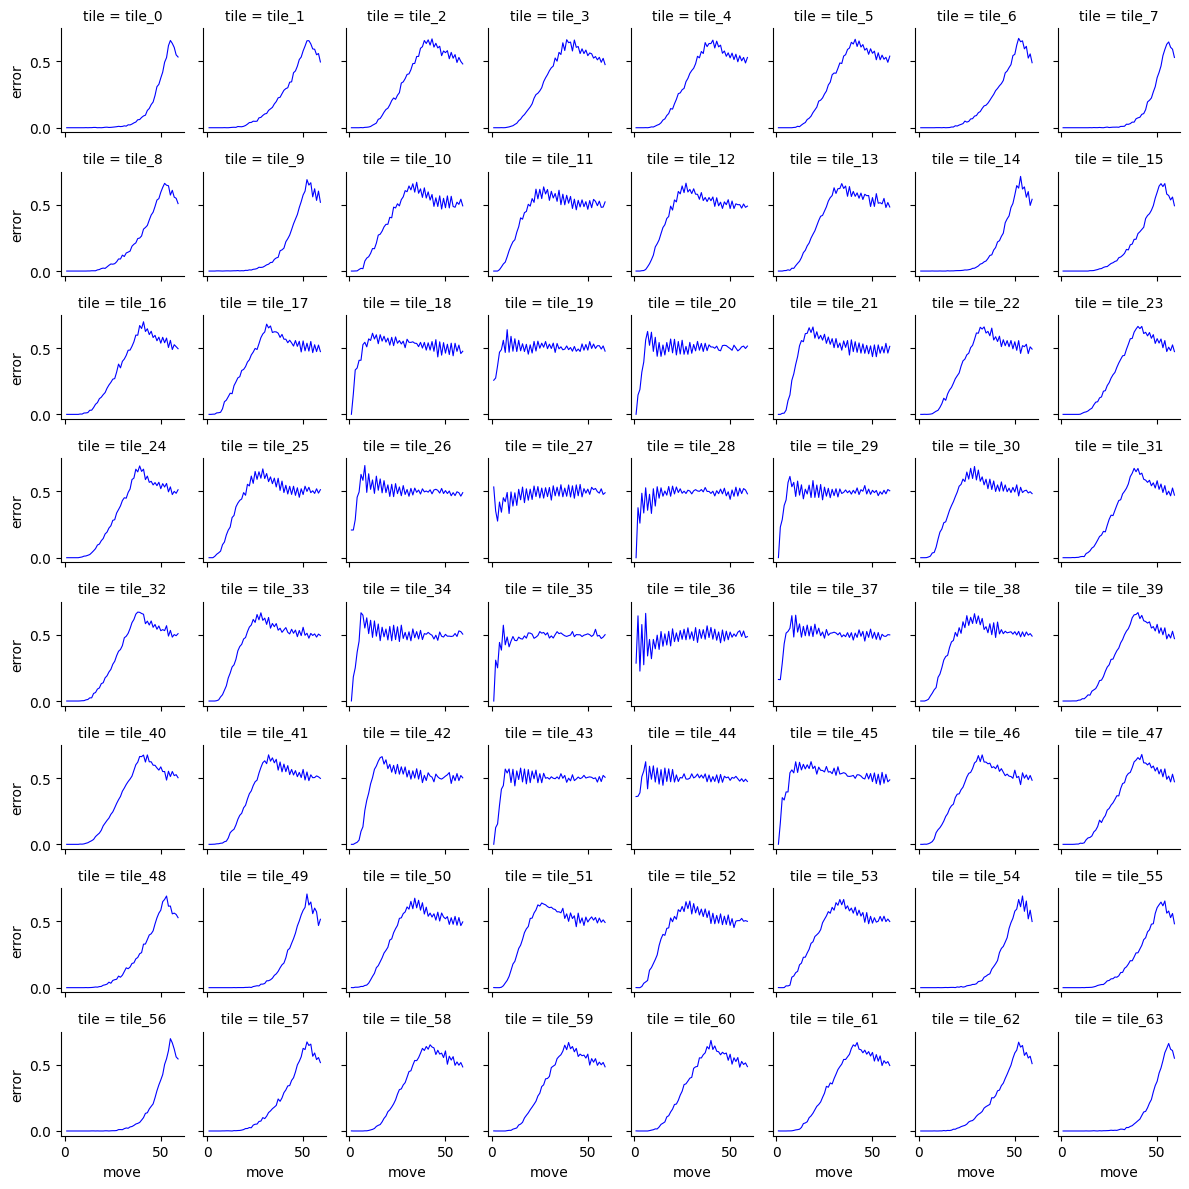 tile = tile_0 tile = tile_1 tile = tile_2 tile = tile_3 tile = tile_4 tile = tile_5 tile = tile_6 tile = tile_7
0.5
error
0.0
tile = tile_8 tile = tile_9 tile = tile_10 tile = tile_11 tile = tile_12 tile = tile_13 tile = tile_14 tile = tile_15
0.5
error
0.0
tile = tile_16 tile = tile_17 tile = tile_18 tile = tile_19 tile = tile_20 tile = tile_21 tile = tile_22 tile = tile_23
0.5
error
0.0
tile = tile_24 tile = tile_25 tile = tile_26 tile = tile_27 tile = tile_28 tile = tile_29 tile = tile_30 tile = tile_31
0.5
error
0.0
tile = tile_32 tile = tile_33 tile = tile_34 tile = tile_35 tile = tile_36 tile = tile_37 tile = tile_38 tile = tile_39
0.5
error
0.0
tile = tile_40 tile = tile_41 tile = tile_42 tile = tile_43 tile = tile_44 tile = tile_45 tile = tile_46 tile = tile_47
0.5
error
0.0
tile = tile_48 tile = tile_49 tile = tile_50 tile = tile_51 tile = tile_52 tile = tile_53 tile = tile_54 tile = tile_55
0.5
error
0.0
tile = tile_56 tile = tile_57 tile = tile_58 tile = tile_59 tile = tile_60 tile = tile_61 tile = tile_62 tile = tile_63
0.5
error
0.0
0 50 0 50 0 50 0 50 0 50 0 50 0 50 0 50
move move move move move move move move